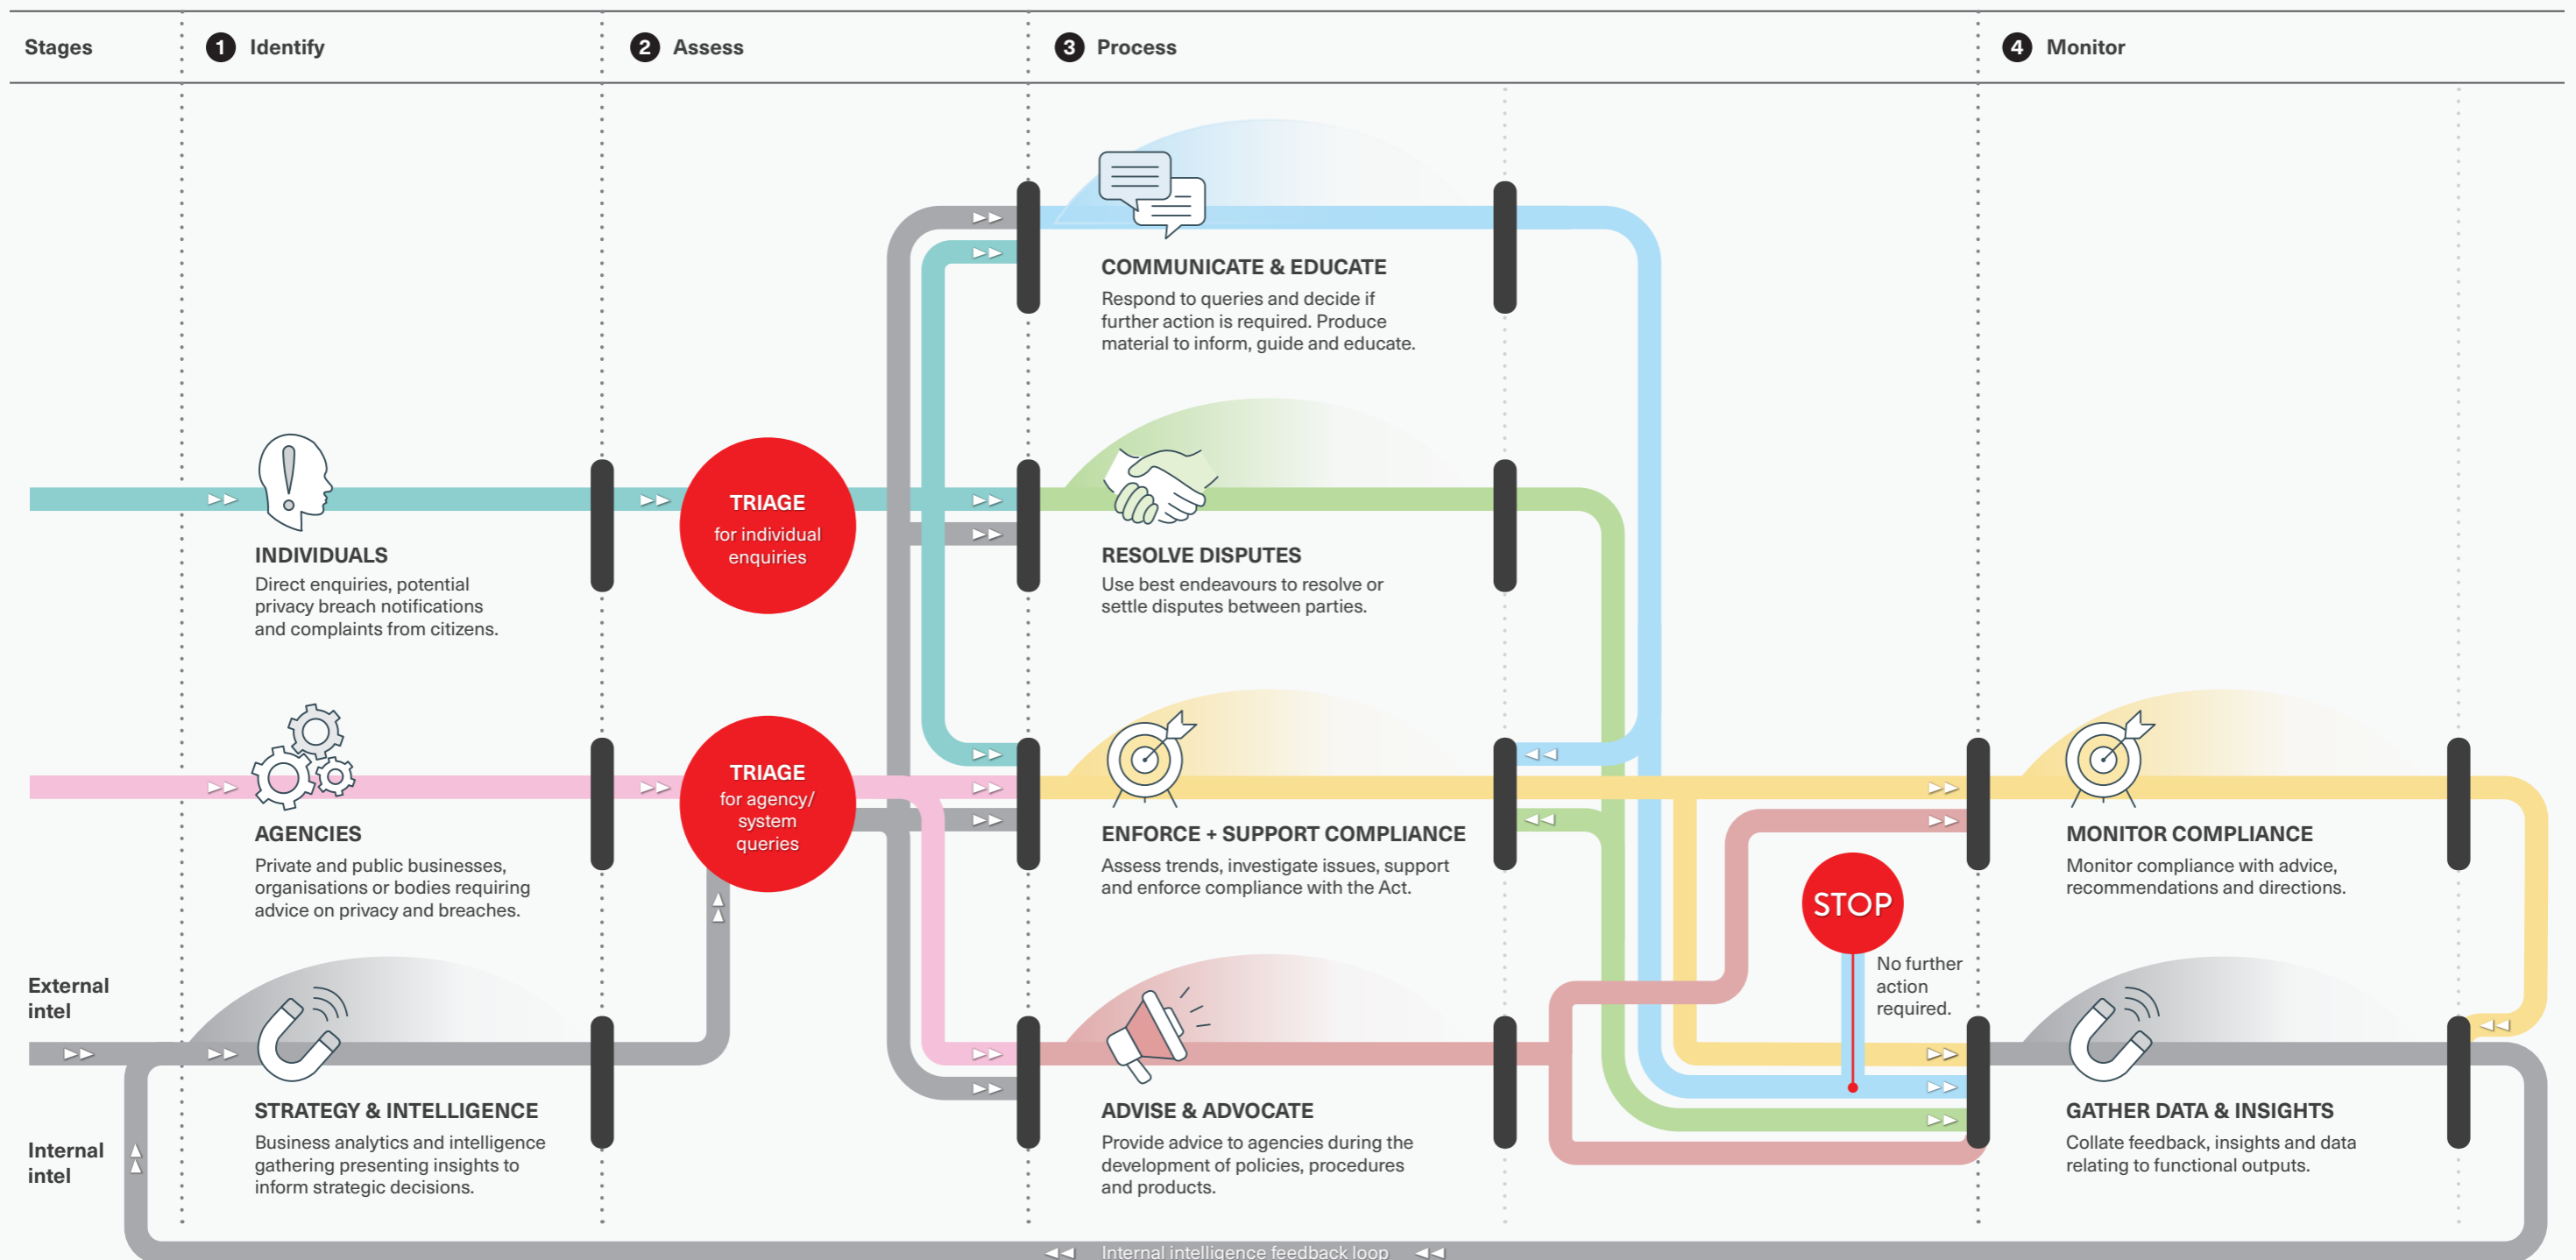 Stages
1 Identify
2 Assess
3 Process
4 Monitor
COMMUNICATE & EDUCATE
Respond to queries and decide if
further action is required. Produce
material to inform, guide and educate.
INDIVIDUALS
Direct enquiries, potential
privacy breach notifications
and complaints from citizens.
TRIAGE
for individual
enquiries
RESOLVE DISPUTES
Use best endeavours to resolve or
settle disputes between parties.
AGENCIES
Private and public businesses,
organisations or bodies requiring
advice on privacy and breaches.
TRIAGE
for agency/
system
queries
ENFORCE + SUPPORT COMPLIANCE
Assess trends, investigate issues, support
and enforce compliance with the Act.
STOP
No further
action
required.
MONITOR COMPLIANCE
Monitor compliance with advice,
recommendations and directions.
External
intel
Internal
intel
STRATEGY & INTELLIGENCE
Business analytics and intelligence
gathering presenting insights to
inform strategic decisions.
ADVISE & ADVOCATE
Provide advice to agencies during the
development of policies, procedures
and products.
GATHER DATA & INSIGHTS
Collate feedback, insights and data
relating to functional outputs.
Internal intelligence feedback loop